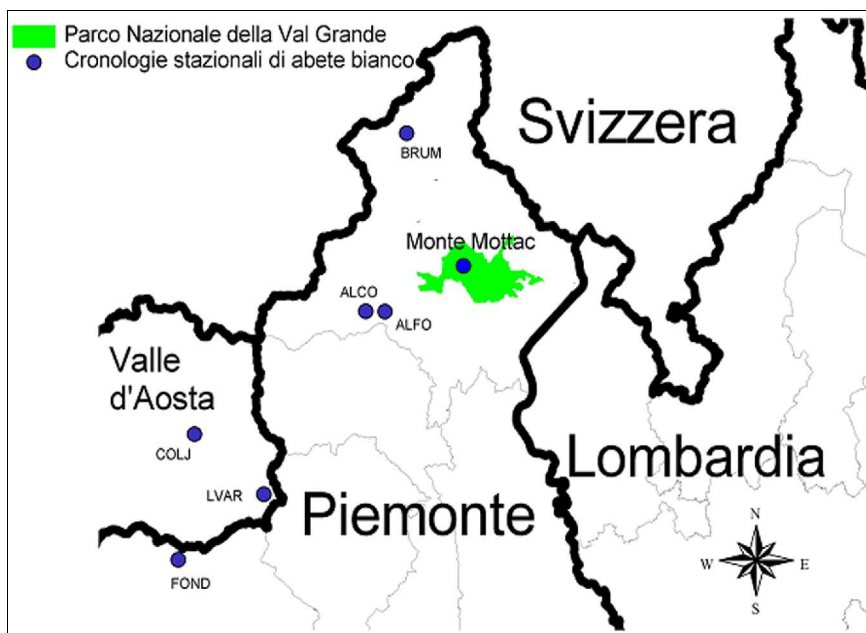 Parco Nazionale della Val Grande
Cronologie stazionali di abete bianco
Svizzera
BRUM
Monte Mottac
ALCO
ALFO
Valle
d'Aosta
COLJ
LVAR
Lombardia
Piemonte
FOND
N
W
E
S